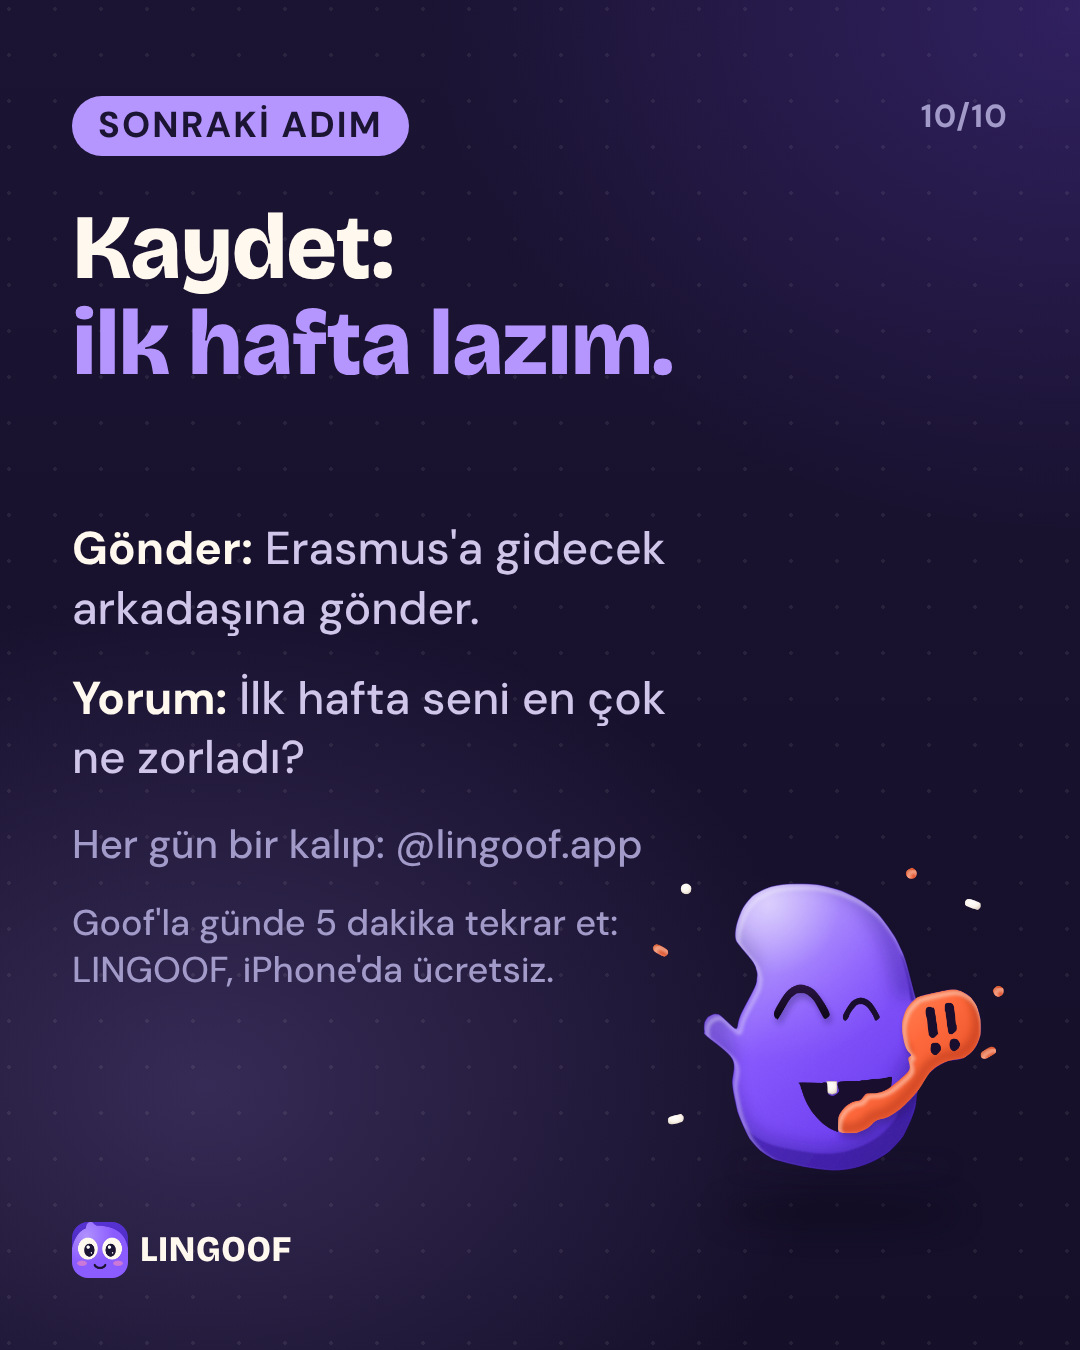 SONRAKİ ADIM
10/10
Kaydet:
ilk hafta lazım.
Gönder: Erasmus'a gidecek
arkadaşına gönder.
Yorum: İlk hafta seni en çok
ne zorladı?
Her gün bir kalıp: @lingoof.app
Goof'la günde 5 dakika tekrar et:
LINGOOF, iPhone'da ücretsiz.
!!
LINGOOF